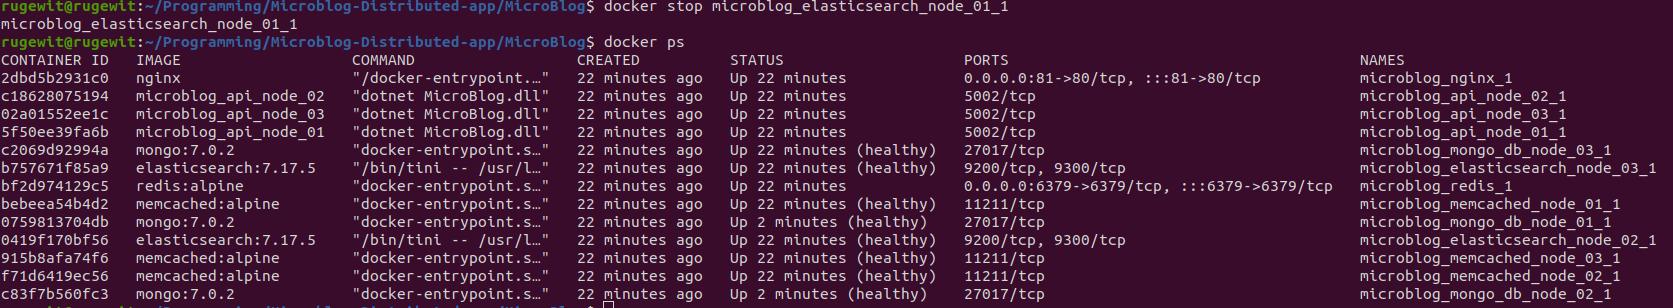 rugewit@rugewit:~/Programming/Microblog-Distributed-app/MicroBlog$ docker stop microblog_elasticsearch_node_01_1
microblog_elasticsearch_node_01_1
rugewit@rugewit:~/Programming/Microblog-Distributed-app/MicroBlog$ docker ps
CONTAINER ID   IMAGE                   COMMAND                  CREATED          STATUS                    PORTS                                       NAMES
2dbd5b2931c0   nginx                   "/docker-entrypoint.…"   22 minutes ago   Up 22 minutes             0.0.0.0:81->80/tcp, :::81->80/tcp           microblog_nginx_1
c18628075194   microblog_api_node_02   "dotnet MicroBlog.dll"   22 minutes ago   Up 22 minutes             5002/tcp                                    microblog_api_node_02_1
02a01552ee1c   microblog_api_node_03   "dotnet MicroBlog.dll"   22 minutes ago   Up 22 minutes             5002/tcp                                    microblog_api_node_03_1
5f50ee39fa6b   microblog_api_node_01   "dotnet MicroBlog.dll"   22 minutes ago   Up 22 minutes             5002/tcp                                    microblog_api_node_01_1
c2069d92994a   mongo:7.0.2             "docker-entrypoint.s…"   22 minutes ago   Up 22 minutes (healthy)   27017/tcp                                   microblog_mongo_db_node_03_1
b757671f85a9   elasticsearch:7.17.5    "/bin/tini -- /usr/l…"   22 minutes ago   Up 22 minutes (healthy)   9200/tcp, 9300/tcp                          microblog_elasticsearch_node_03_1
bf2d974129c5   redis:alpine            "docker-entrypoint.s…"   22 minutes ago   Up 22 minutes             0.0.0.0:6379->6379/tcp, :::6379->6379/tcp   microblog_redis_1
bebeea54b4d2   memcached:alpine        "docker-entrypoint.s…"   22 minutes ago   Up 22 minutes (healthy)   11211/tcp                                   microblog_memcached_node_01_1
0759813704db   mongo:7.0.2             "docker-entrypoint.s…"   22 minutes ago   Up 2 minutes (healthy)    27017/tcp                                   microblog_mongo_db_node_01_1
0419f170bf56   elasticsearch:7.17.5    "/bin/tini -- /usr/l…"   22 minutes ago   Up 22 minutes (healthy)   9200/tcp, 9300/tcp                          microblog_elasticsearch_node_02_1
915b8afa74f6   memcached:alpine        "docker-entrypoint.s…"   22 minutes ago   Up 22 minutes (healthy)   11211/tcp                                   microblog_memcached_node_03_1
f71d6419ec56   memcached:alpine        "docker-entrypoint.s…"   22 minutes ago   Up 22 minutes (healthy)   11211/tcp                                   microblog_memcached_node_02_1
c83f7b560fc3   mongo:7.0.2             "docker-entrypoint.s…"   22 minutes ago   Up 2 minutes (healthy)    27017/tcp                                   microblog_mongo_db_node_02_1
rugewit@rugewit:~/Programming/Microblog-Distributed-app/MicroBlog$